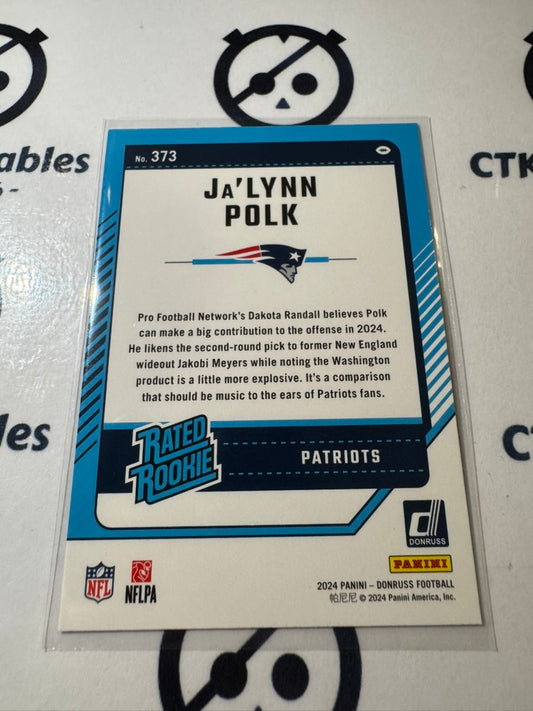 ables
CTK
No. 373
JA'LYNN
POLK
Pro Football Network's Dakota Randall believes Polk
can make a big contribution to the offense in 2024.
He likens the second-round pick to former New England
wideout Jakobi Meyers while noting the Washington
product is a little more explosive. It's a comparison
that should be music to the ears of Patriots fans.
RATED
ROOKIE
PATRIOTS
DONRUSS
PANINI
NFL
NFLPA
2024 PANINI – DONRUSS FOOTBALL
帕尼尼 © 2024 Panini America, Inc.
bles
CT